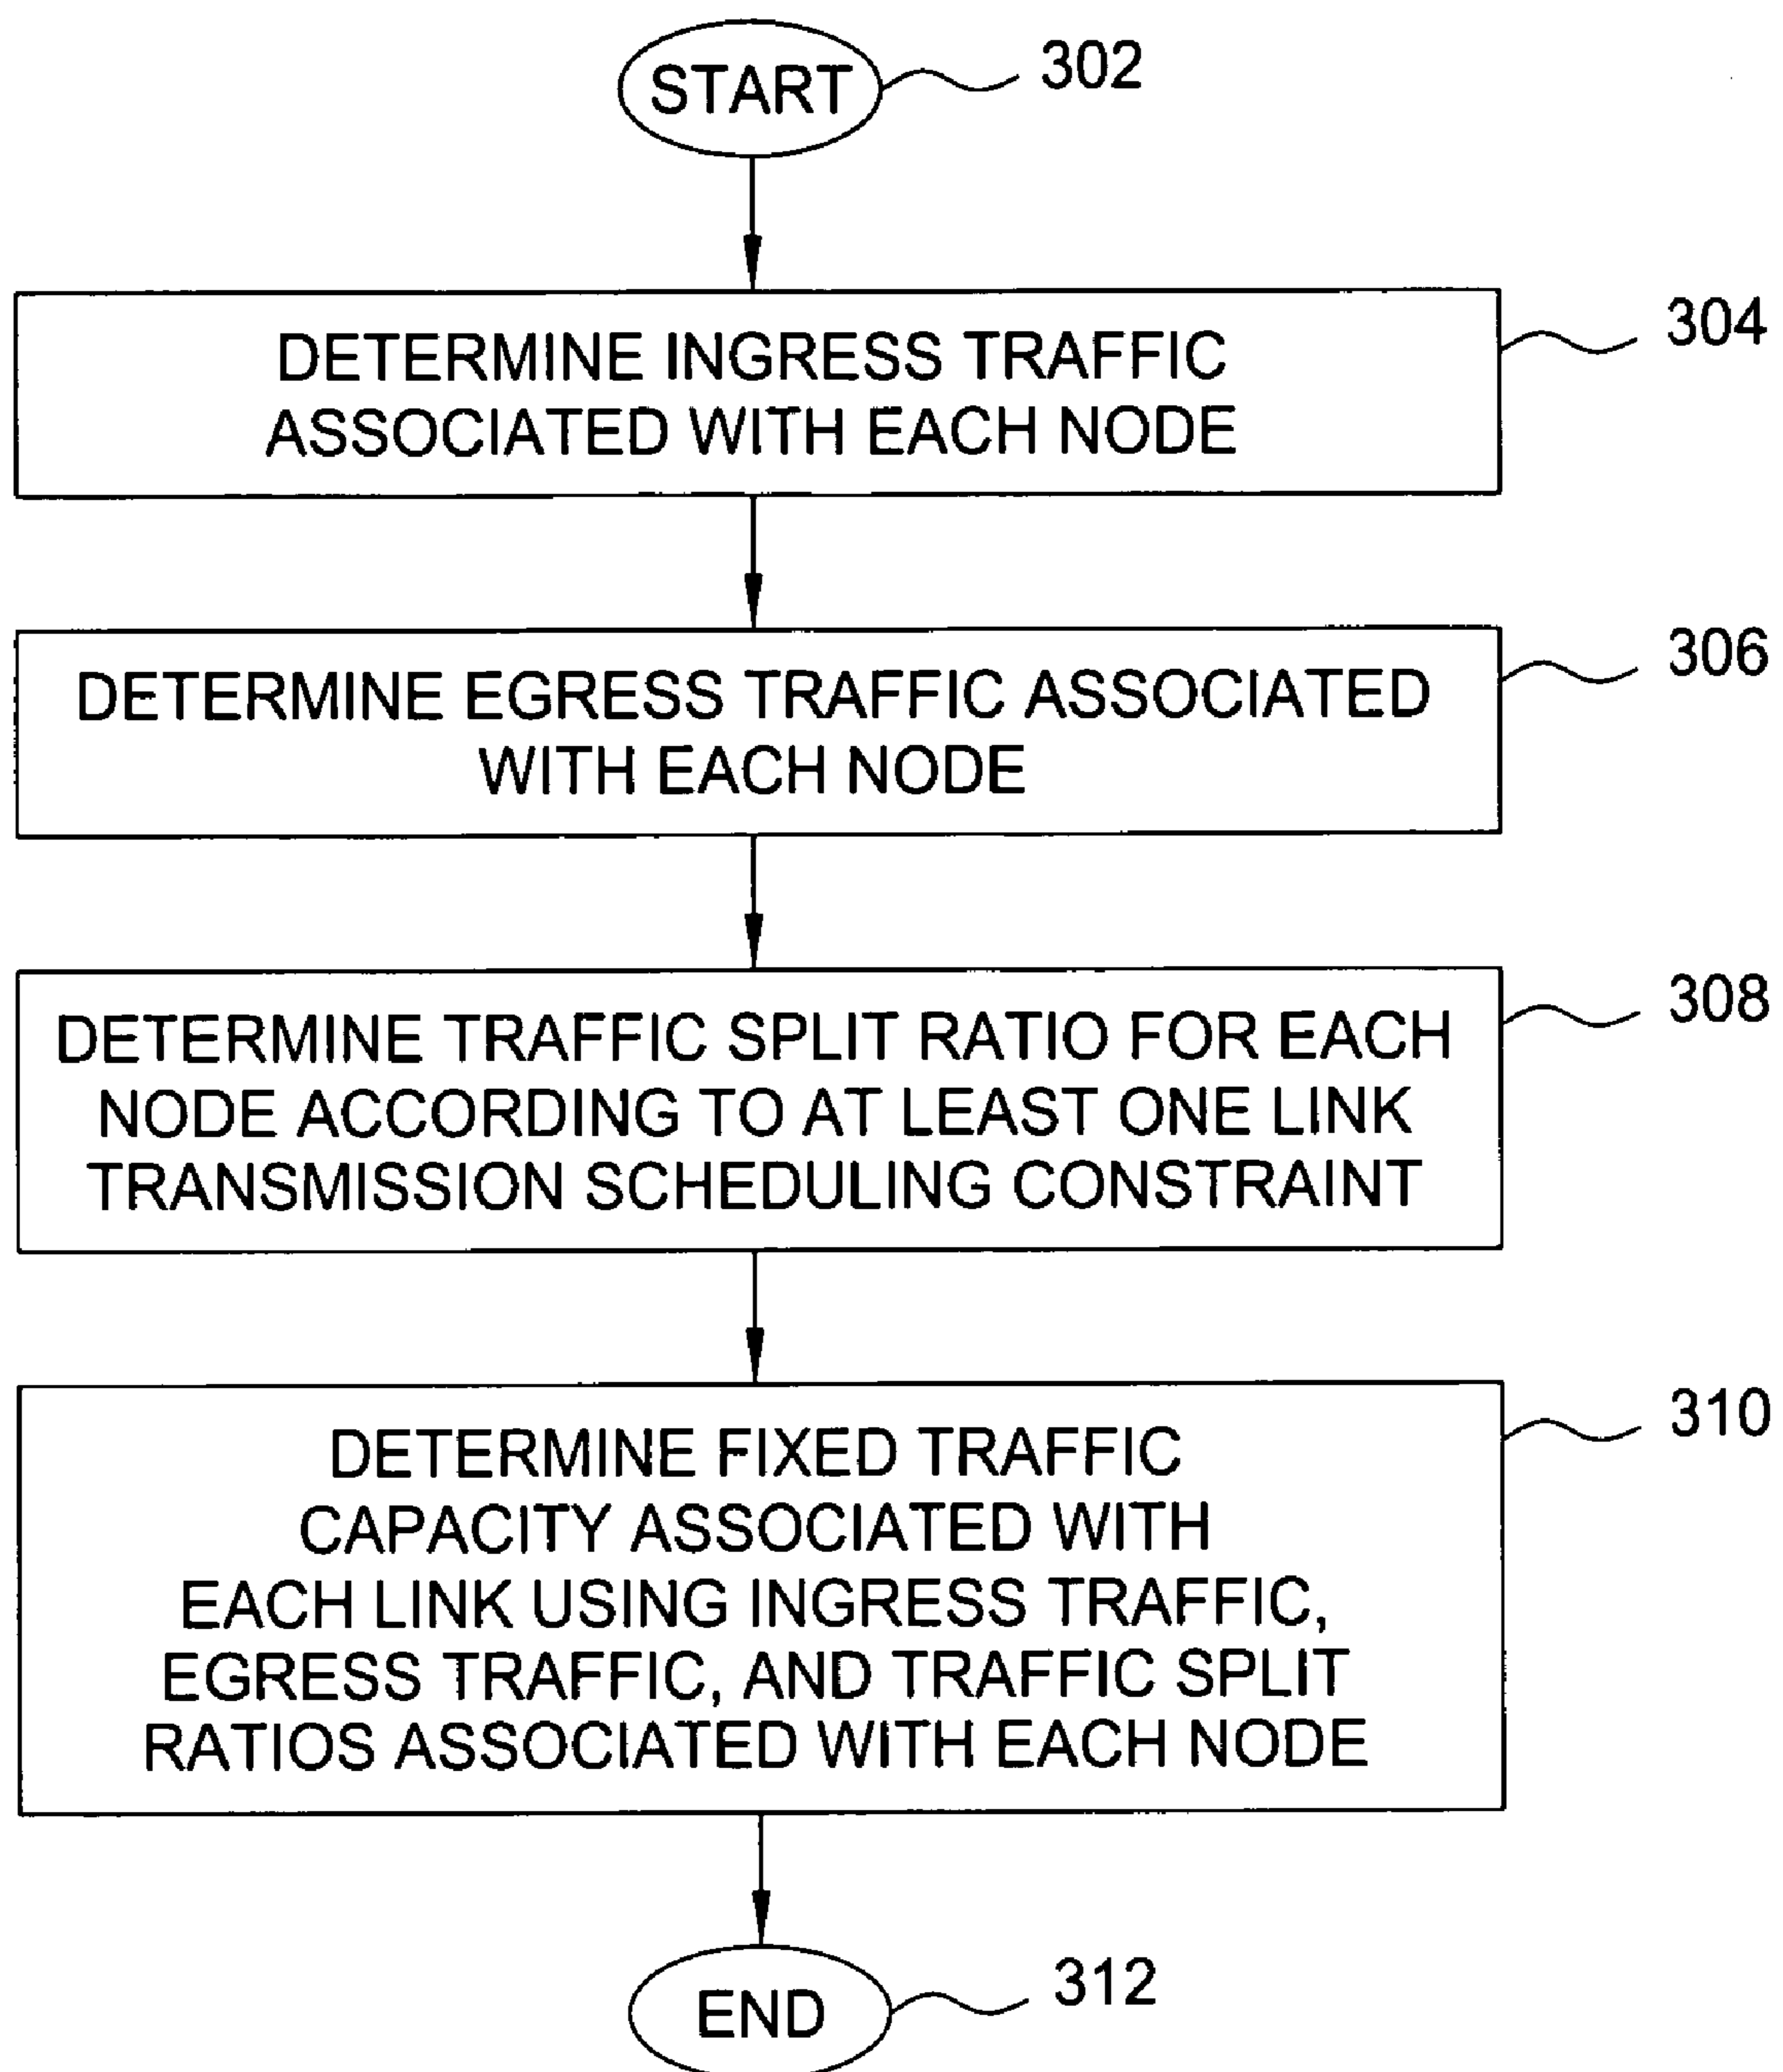 START
302
DETERMINE INGRESS TRAFFIC
ASSOCIATED WITH EACH NODE
304
DETERMINE EGRESS TRAFFIC ASSOCIATED
WITH EACH NODE
306
DETERMINE TRAFFIC SPLIT RATIO FOR EACH
NODE ACCORDING TO AT LEAST ONE LINK
TRANSMISSION SCHEDULING CONSTRAINT
308
DETERMINE FIXED TRAFFIC
CAPACITY ASSOCIATED WITH
EACH LINK USING INGRESS TRAFFIC,
EGRESS TRAFFIC, AND TRAFFIC SPLIT
RATIOS ASSOCIATED WITH EACH NODE
310
END
312